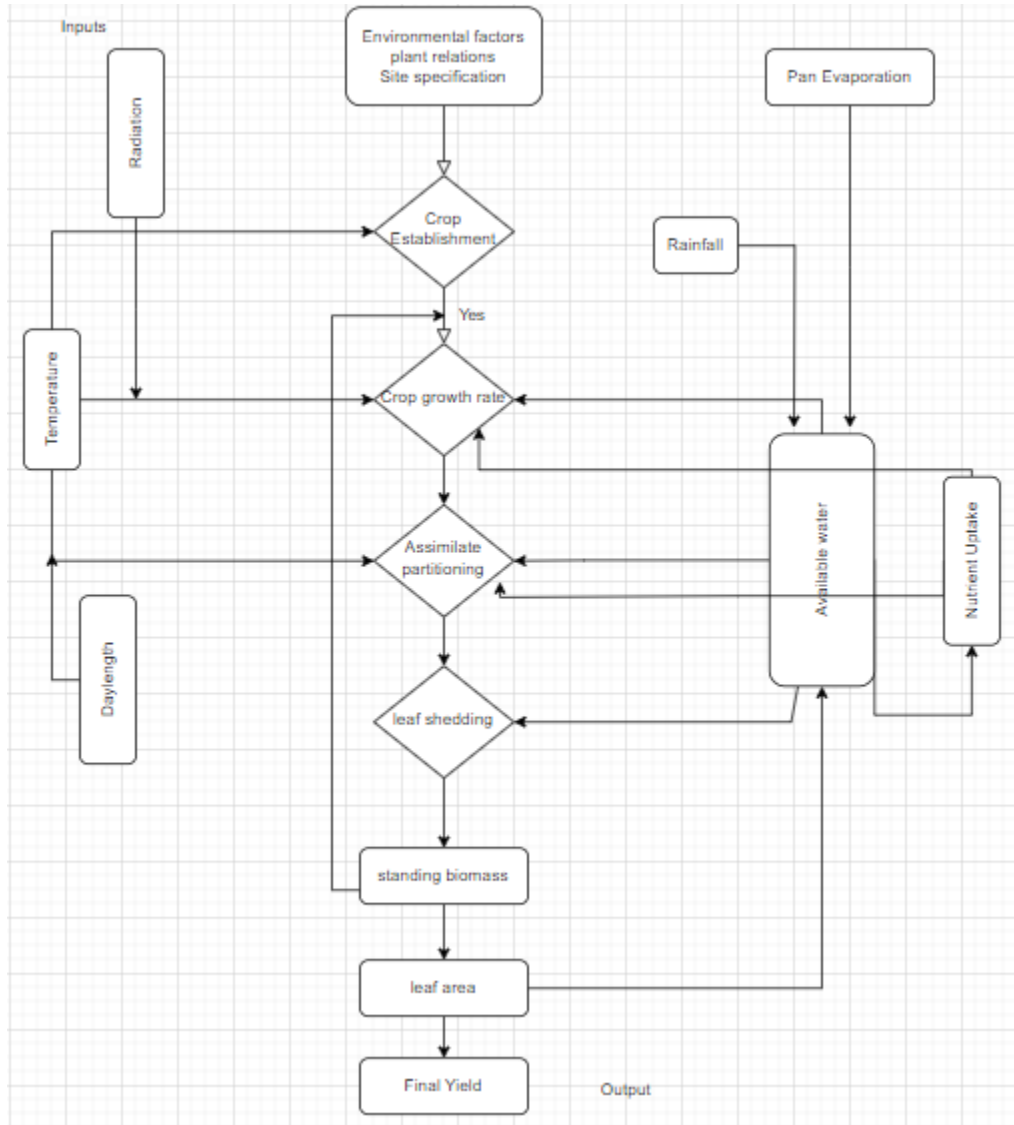 Inputs
Environmental factors
plant relations
Site specification
Pan Evaporation
Radiation
Crop
Establishment
Rainfall
Yes
Temperature
Crop growth rate
Available water
Nutrient Uptake
Assimilate
partitioning
Daylength
leaf shedding
standing biomass
leaf area
Final Yield
Output